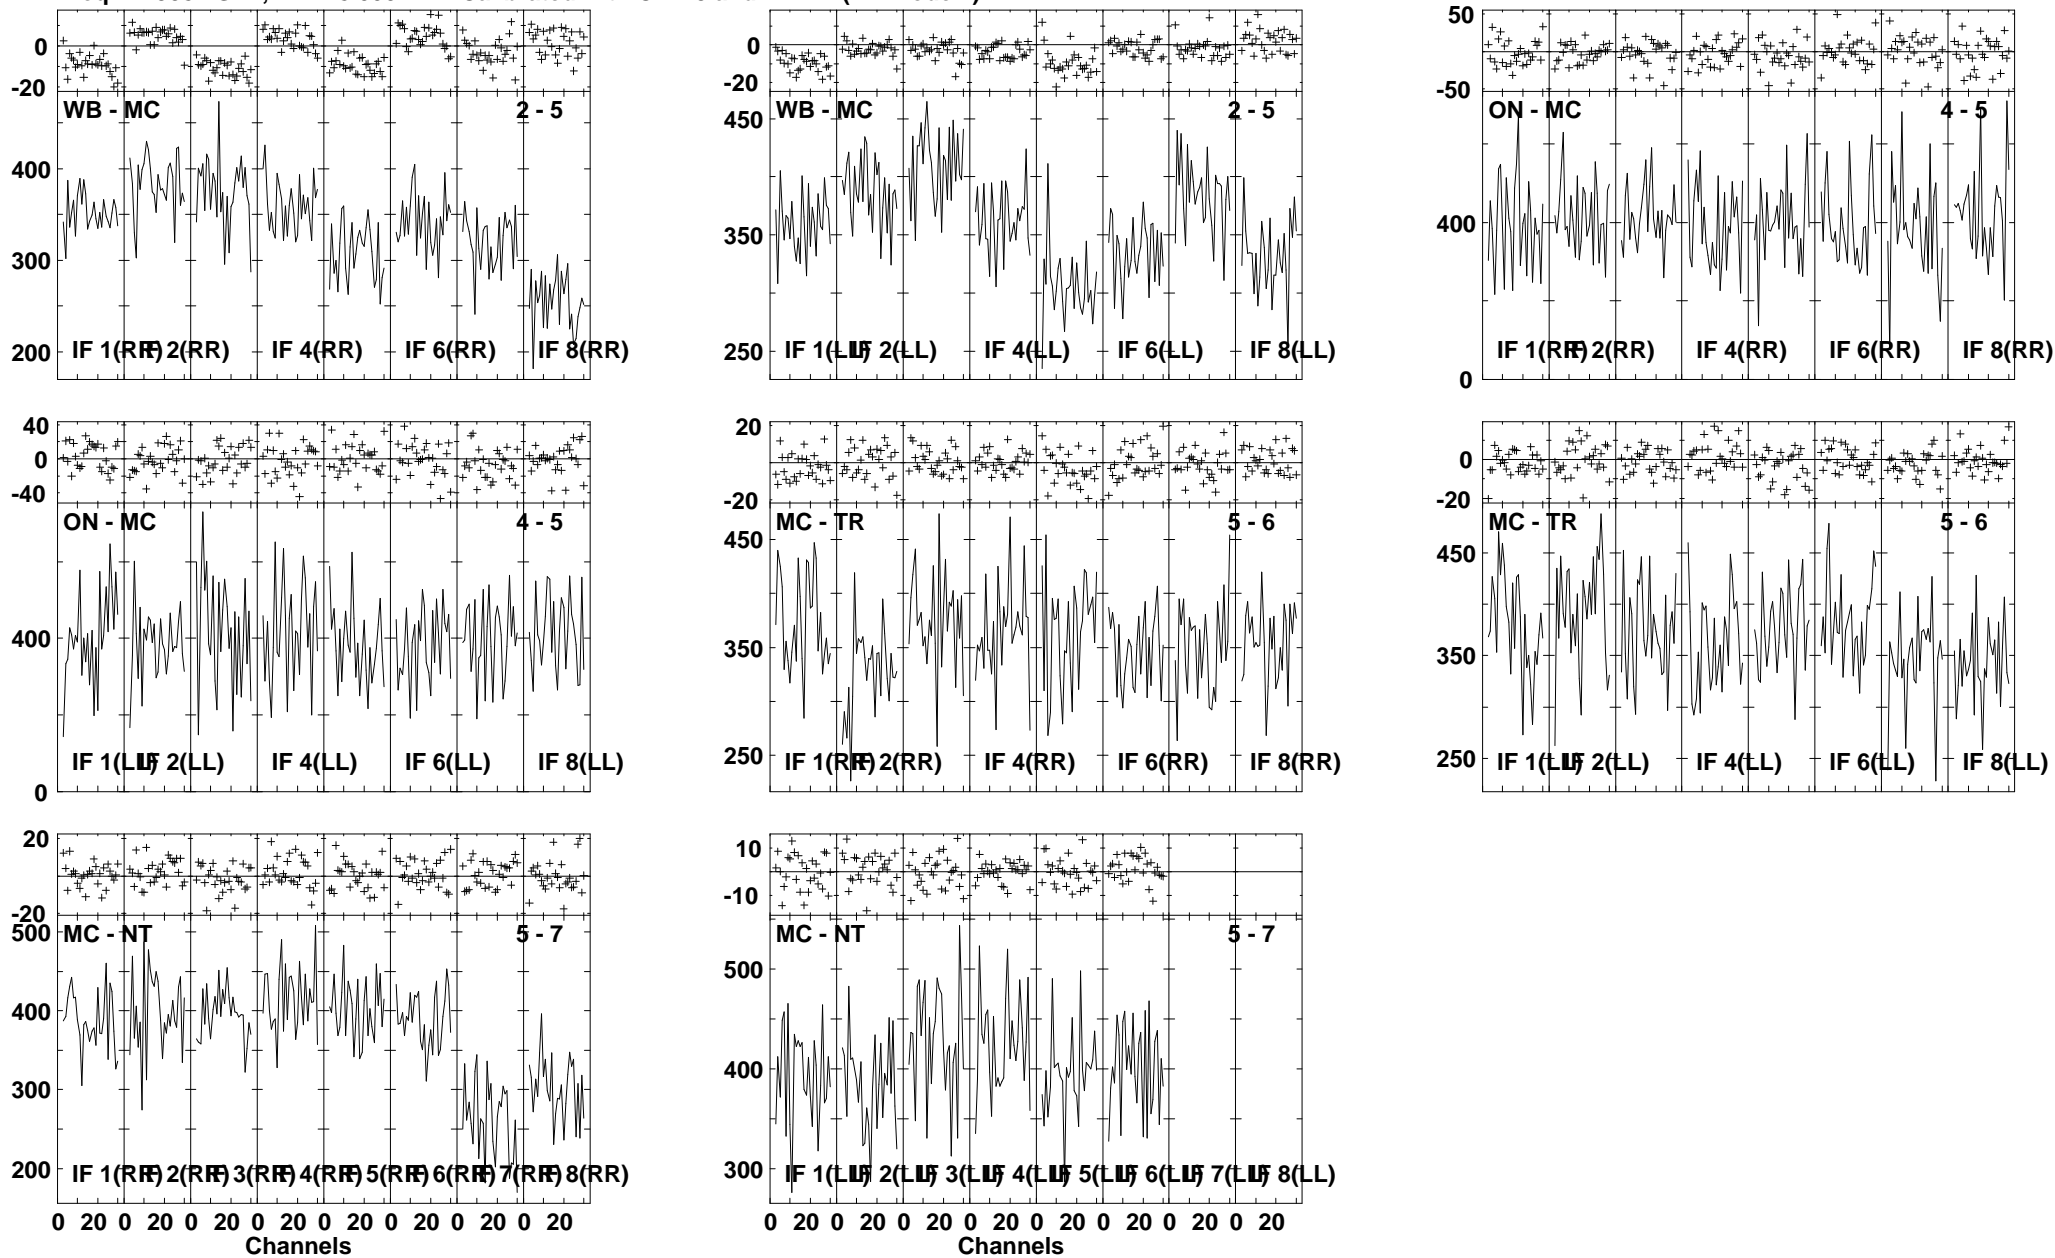 0
-20
WB - MC
2 - 5
400
300
200
IF 1(RR)
IF 2(RR)
IF 4(RR)
IF 6(RR)
IF 8(RR)
0
-20
WB - MC
2 - 5
450
350
250
IF 1(LL)
IF 2(LL)
IF 4(LL)
IF 6(LL)
IF 8(LL)
50
0
-50
ON - MC
4 - 5
400
0
IF 1(RR)
IF 2(RR)
IF 4(RR)
IF 6(RR)
IF 8(RR)
40
0
-40
ON - MC
4 - 5
400
0
IF 1(LL)
IF 2(LL)
IF 4(LL)
IF 6(LL)
IF 8(LL)
20
0
-20
MC - TR
5 - 6
450
350
250
IF 1(RR)
IF 2(RR)
IF 4(RR)
IF 6(RR)
IF 8(RR)
0
-20
MC - TR
5 - 6
450
350
250
IF 1(LL)
IF 2(LL)
IF 4(LL)
IF 6(LL)
IF 8(LL)
20
0
-20
MC - NT
5 - 7
500
400
300
200
IF 1(RR)
IF 2(RR)
IF 3(RR)
IF 4(RR)
IF 5(RR)
IF 6(RR)
IF 7(RR)
IF 8(RR)
0 20 0 20 0 20 0 20 0 20 0 20 0 20 0 20
Channels
10
-10
MC - NT
5 - 7
500
400
300
IF 1(LL)
IF 2(LL)
IF 3(LL)
IF 4(LL)
IF 5(LL)
IF 6(LL)
IF 7(LL)
IF 8(LL)
0 20 0 20 0 20 0 20 0 20 0 20 0 20 0 20
Channels